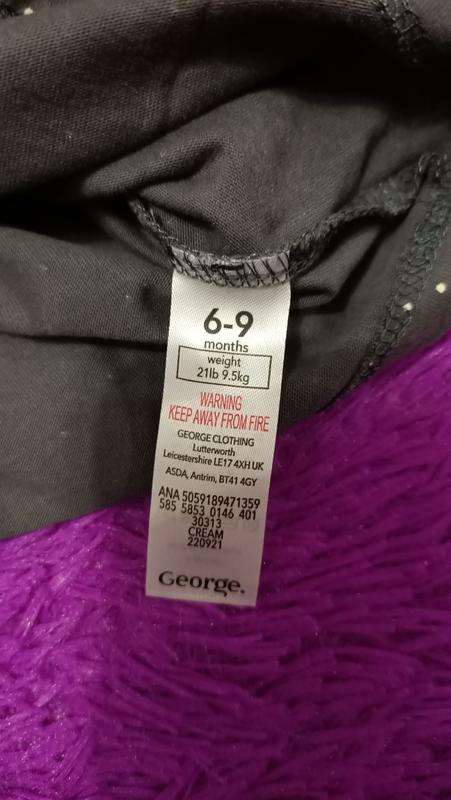 6-9
months
weight
21lb 9.5kg
WARNING
KEEP AWAY FROM FIRE
GEORGE CLOTHING
Lutterworth
Leicestershire LE17 4XH UK
ASDA, Antrim, BT41 4GY
ANA 5059189471359
585 5853 0146 401
30313
CREAM
220921
George.